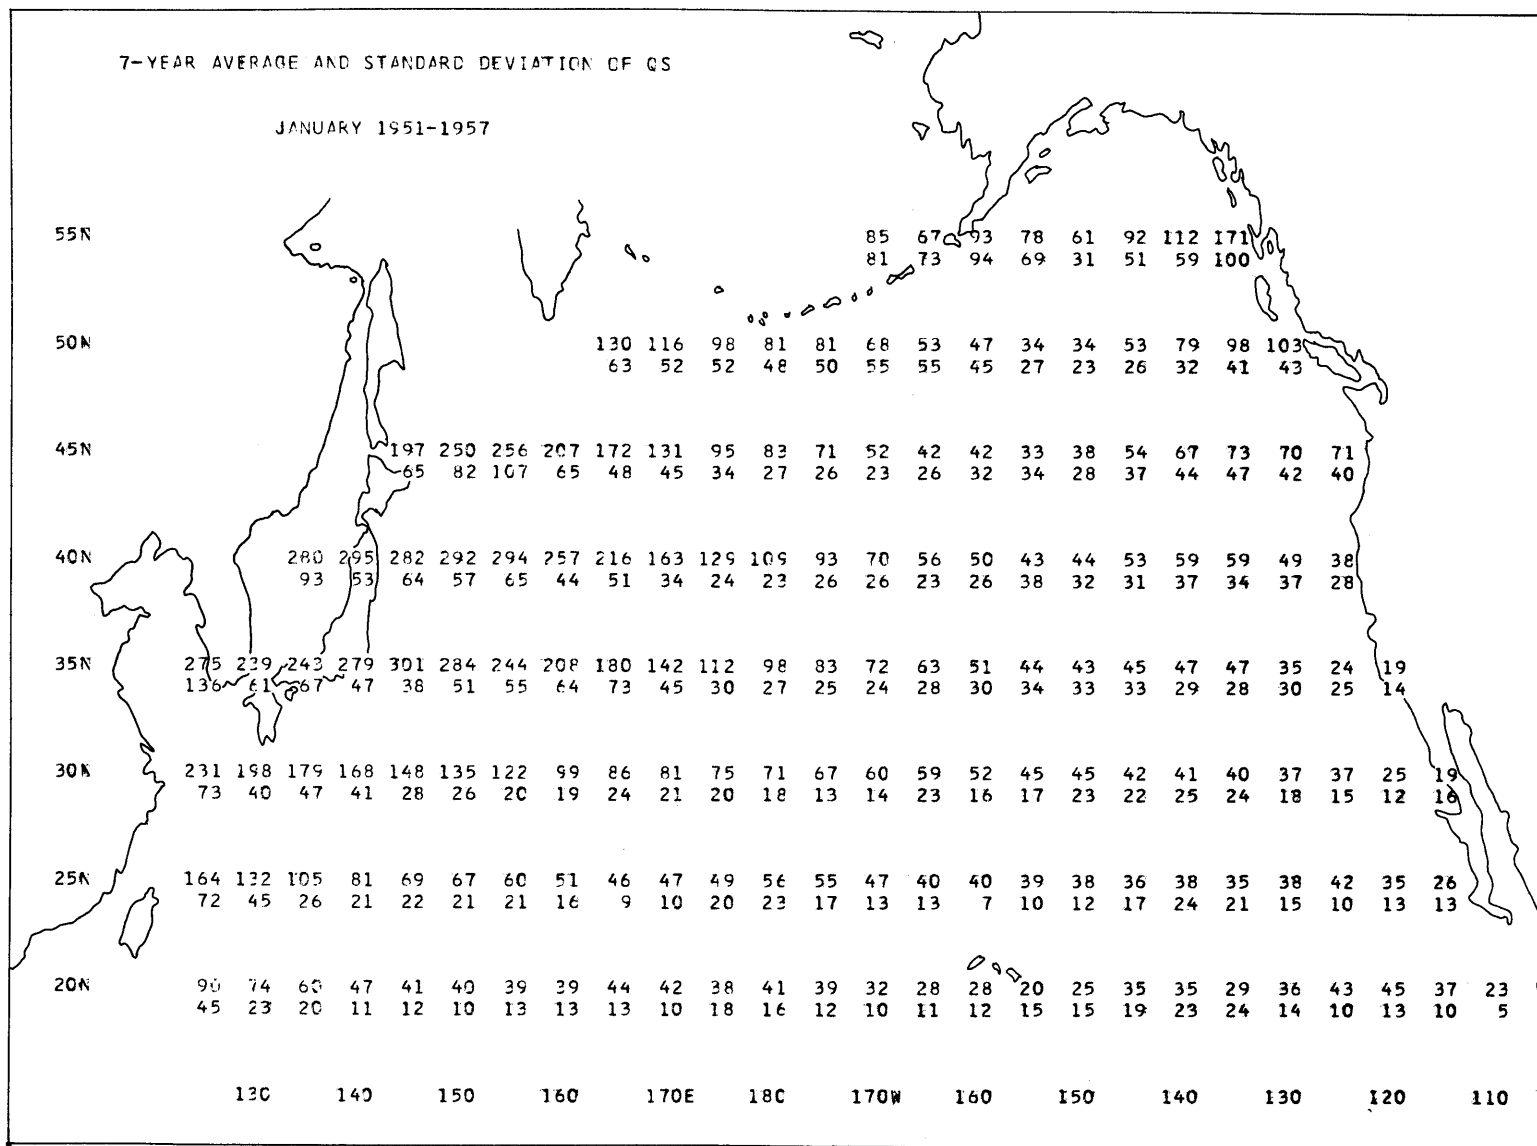 7-YEAR AVERAGE AND STANDARD DEVIATION OF QS
JANUARY 1951-1957
55N 85 67 93 78 61 92 112 171
81 73 94 69 31 51 59 100
50N 130 116 98 81 81 68 53 47 34 34 53 79 98 103
63 52 52 48 50 55 55 45 27 23 26 32 41 43
45N 197 250 256 207 172 131 95 83 71 52 42 42 33 38 54 67 73 70 71
65 82 107 65 48 45 34 27 26 23 26 32 34 28 37 44 47 42 40
40N 280 295 282 292 294 257 216 163 129 109 93 70 56 50 43 44 53 59 59 49 38
93 53 64 57 65 44 51 34 24 23 26 26 23 26 38 32 31 37 34 37 28
35N 275 239 243 279 301 284 244 208 180 142 112 98 83 72 63 51 44 43 45 47 47 35 24 19
136 61 67 47 38 51 55 64 73 45 30 27 25 24 28 30 34 33 33 29 28 30 25 14
30N 231 198 179 168 148 135 122 99 86 81 75 71 67 60 59 52 45 45 42 41 40 37 37 25 19
73 40 47 41 28 26 20 19 24 21 20 18 13 14 23 16 17 23 22 25 24 18 15 12 16
25N 164 132 105 81 69 67 60 51 46 47 49 56 55 47 40 40 39 38 36 38 35 38 42 35 26
72 45 26 21 22 21 21 16 9 10 20 23 17 13 13 7 10 12 17 24 21 15 10 13 13
20N 90 74 60 47 41 40 39 39 44 42 38 41 39 32 28 28 20 25 35 35 29 36 43 45 37 23
45 23 20 11 12 10 13 13 13 10 18 16 12 10 11 12 15 15 19 23 24 14 10 13 10 5
130 140 150 160 170E 180 170W 160 150 140 130 120 110